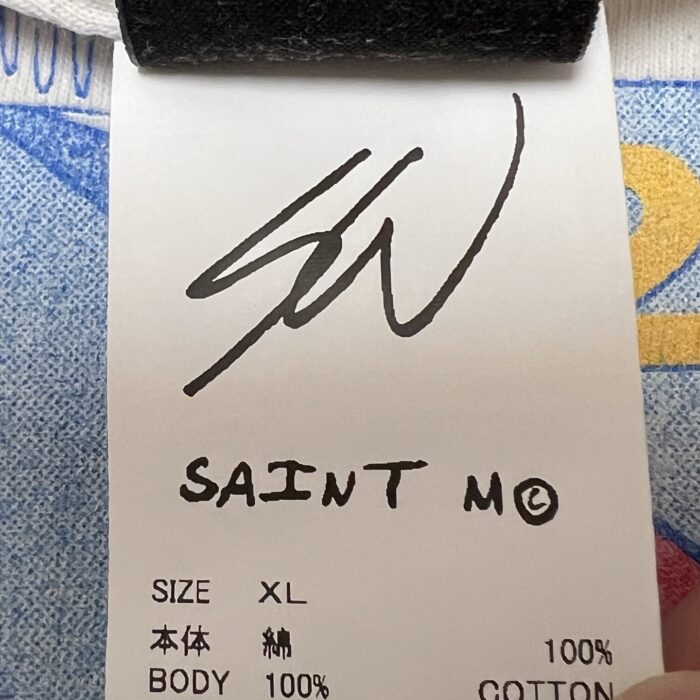 SAINT M©
SIZE XL
本体 綿 100%
BODY 100% COTTON